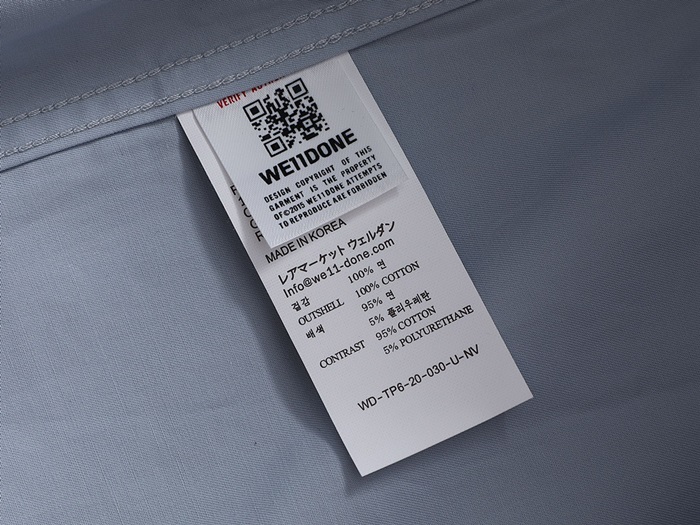 VERIFY
WE11DONE
DESIGN COPYRIGHT OF THIS
GARMENT IS THE PROPERTY
OF©2015 WE11DONE ATTEMPTS
TO REPRODUCE ARE FORBIDDEN
MADE IN KOREA
レアマーケット ウェルダン
Info@we11-done.com
겉감 100% 면
OUTSHELL 100% COTTON
배색 95% 면
5% 폴리우레탄
CONTRAST 95% COTTON
5% POLYURETHANE
WD-TP6-20-030-U-NV